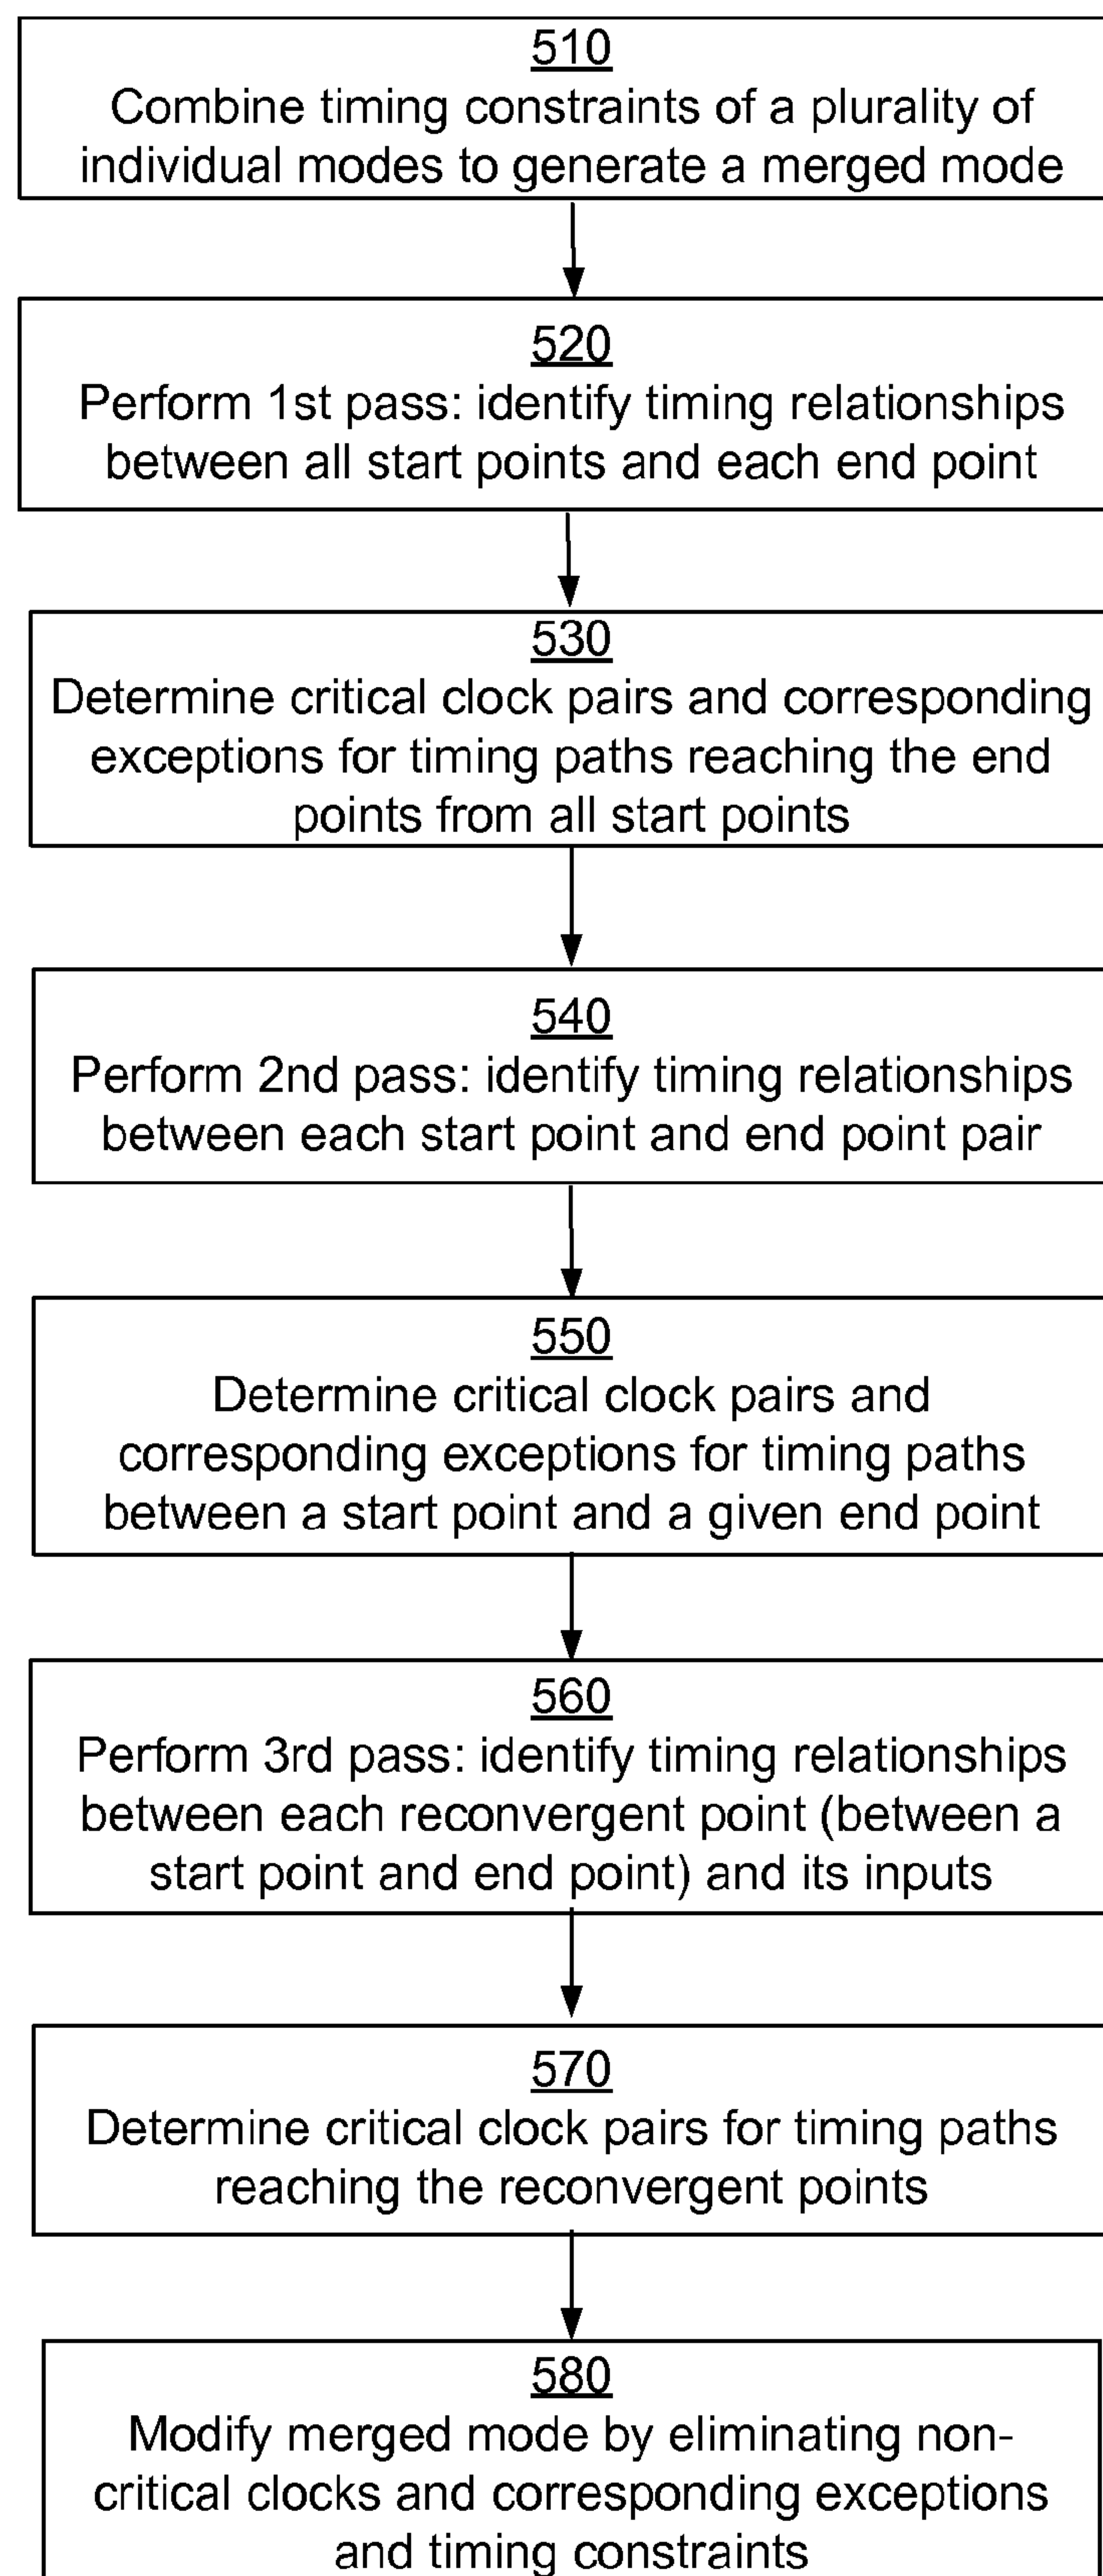 510
Combine timing constraints of a plurality of
individual modes to generate a merged mode
520
Perform 1st pass: identify timing relationships
between all start points and each end point
530
Determine critical clock pairs and corresponding
exceptions for timing paths reaching the end
points from all start points
540
Perform 2nd pass: identify timing relationships
between each start point and end point pair
550
Determine critical clock pairs and
corresponding exceptions for timing paths
between a start point and a given end point
560
Perform 3rd pass: identify timing relationships
between each reconvergent point (between a
start point and end point) and its inputs
570
Determine critical clock pairs for timing paths
reaching the reconvergent points
580
Modify merged mode by eliminating non-
critical clocks and corresponding exceptions
and timing constraints